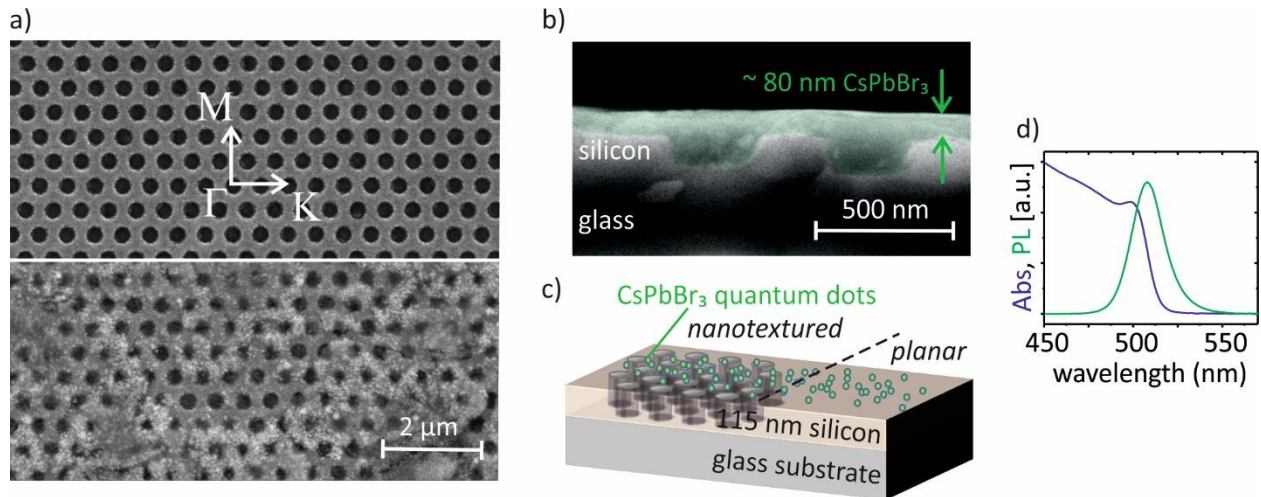 a)
M
Γ
K
2 μm
b)
~ 80 nm CsPbBr₃
silicon
glass
500 nm
c)
CsPbBr₃ quantum dots
nanotextured
planar
115 nm silicon
glass substrate
d)
Abs, PL [a.u.]
450 500 550
wavelength (nm)